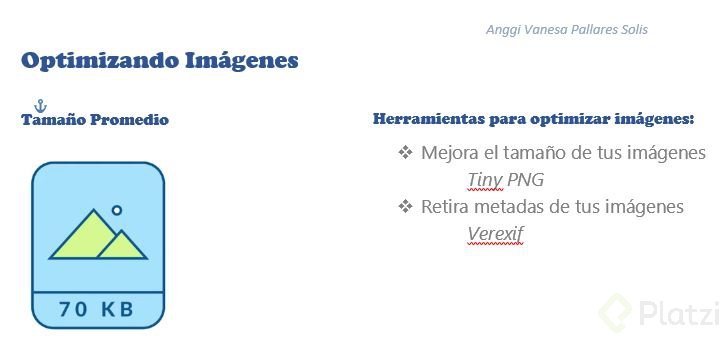 Anggi Vanesa Pallares Solis
Optimizando Imágenes
Tamaño Promedio
70 KB
Herramientas para optimizar imágenes:
Mejora el tamaño de tus imágenes
Tiny PNG
Retira metadas de tus imágenes
Verexif
Platzi